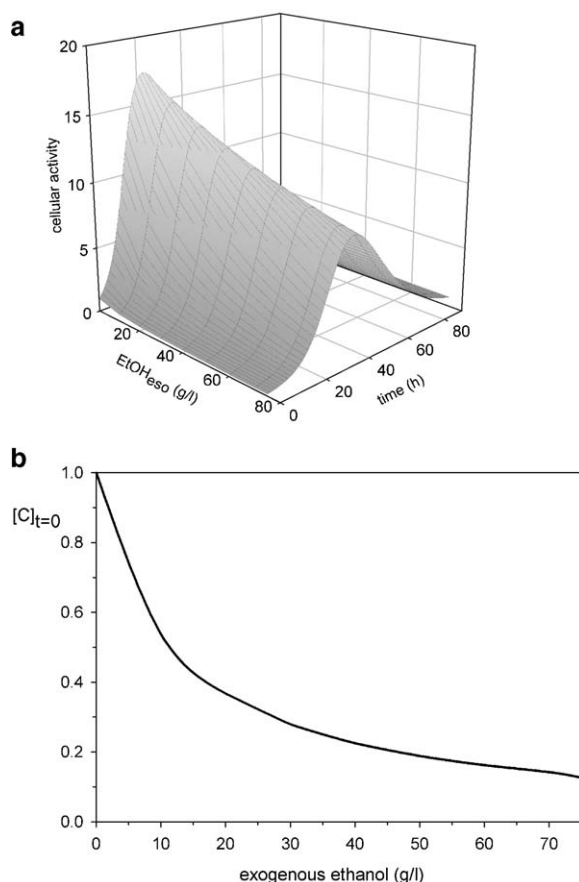 a
20
15
10
5
0
cellular activity
20
40
60
80
EtOHeso (g/l)
0
20
40
60
80
time (h)
b
1.0
[C]t=0
0.8
0.6
0.4
0.2
0.0
0 10 20 30 40 50 60 70
exogenous ethanol (g/l)